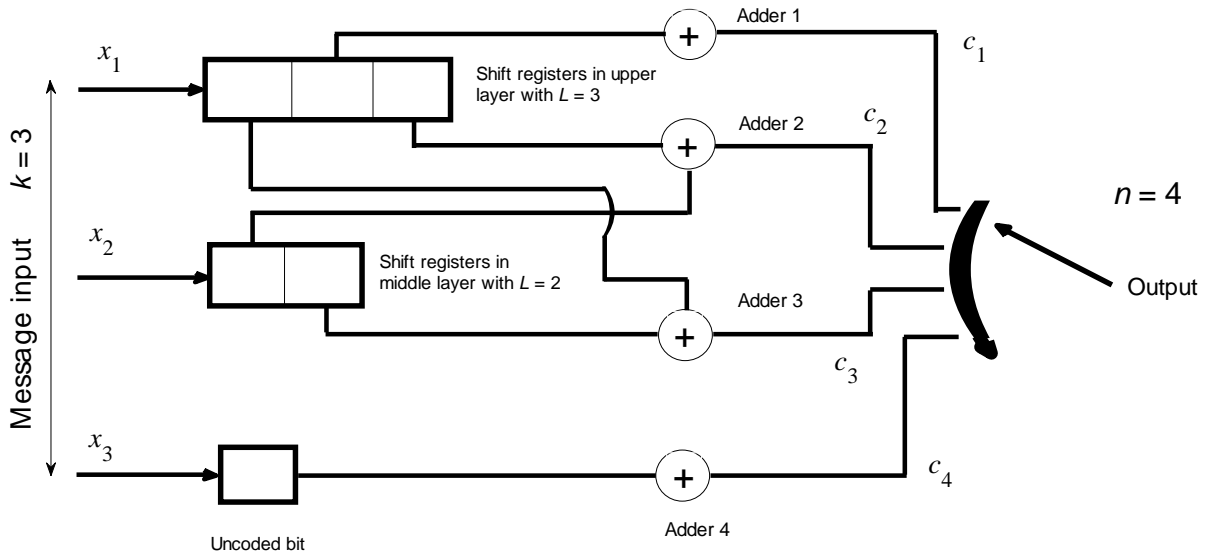 Adder 1
x1
c1
+
Shift registers in upper
layer with L = 3
Adder 2
c2
+
Message input k = 3
n = 4
x2
Shift registers in
middle layer with L = 2
Adder 3
Output
+
c3
x3
+
c4
Adder 4
Uncoded bit